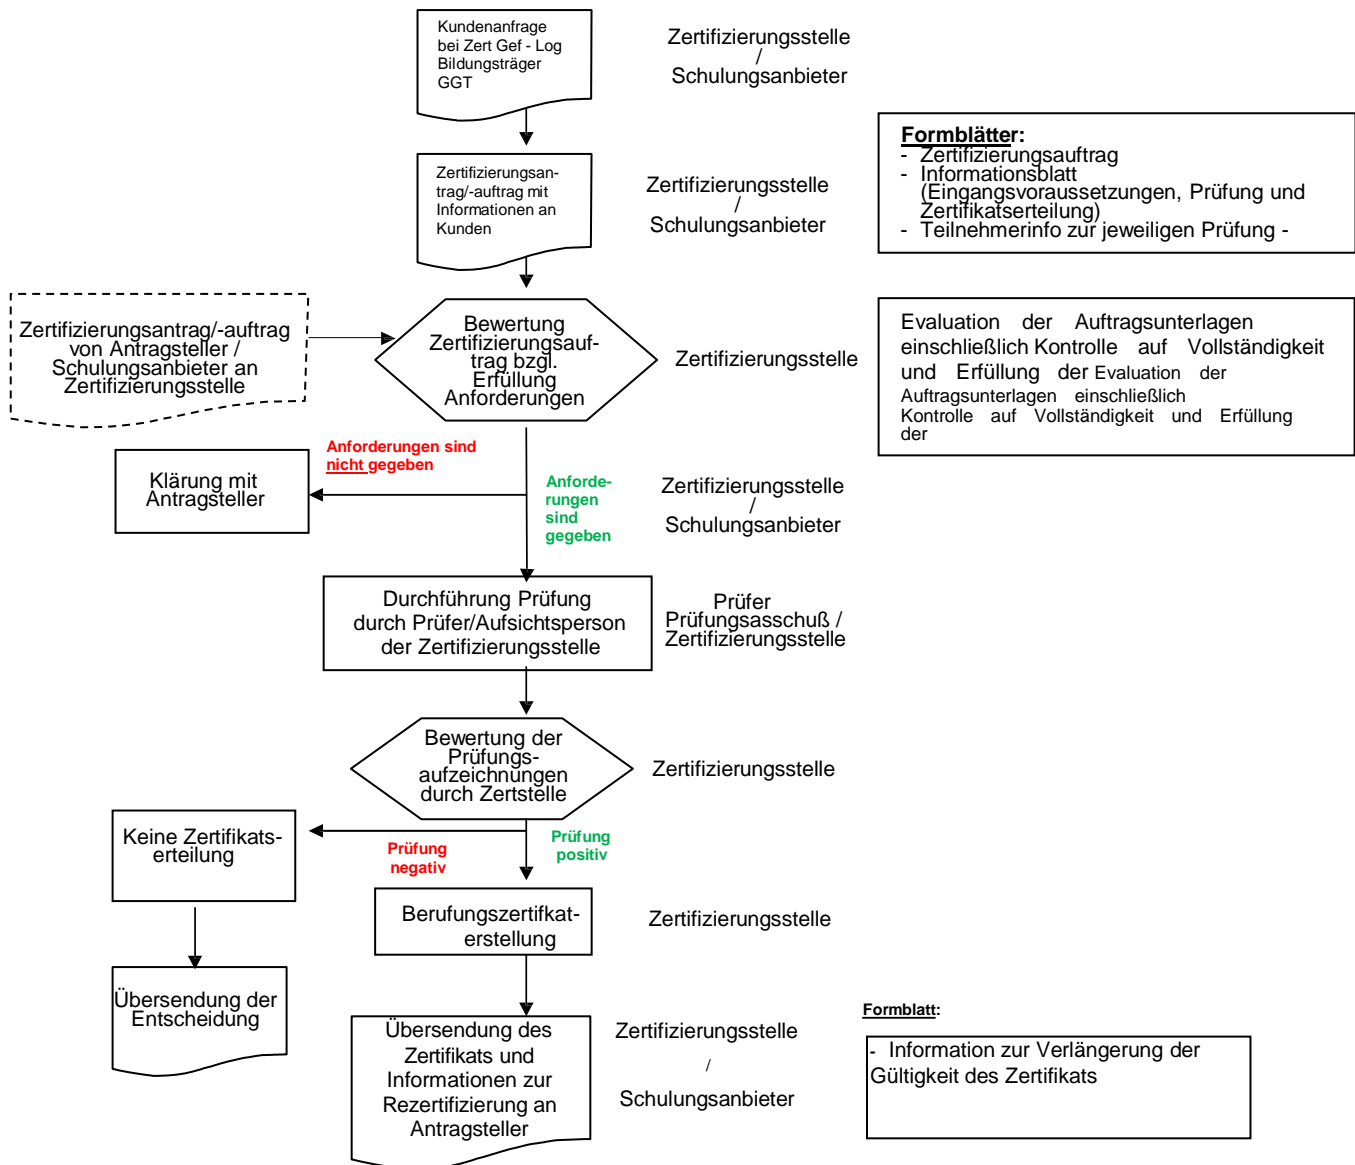 Kundenanfrage
bei Zert Gef - Log
Bildungsträger
GGT
Zertifizierungsstelle
/
Schulungsanbieter
Zertifizierungsan-
trag/-auftrag mit
Informationen an
Kunden
Zertifizierungsstelle
/
Schulungsanbieter
Formblätter:
- Zertifizierungsauftrag
- Informationsblatt
(Eingangsvoraussetzungen, Prüfung und
Zertifikatserteilung)
- Teilnehmerinfo zur jeweiligen Prüfung -
Zertifizierungsantrag/-auftrag
von Antragsteller /
Schulungsanbieter an
Zertifizierungsstelle
Bewertung
Zertifizierungsauf-
trag bzgl.
Erfüllung
Anforderungen
Zertifizierungsstelle
Evaluation der Auftragsunterlagen
einschließlich Kontrolle auf Vollständigkeit
und Erfüllung der Evaluation der
Auftragsunterlagen einschließlich
Kontrolle auf Vollständigkeit und Erfüllung
der
Anforderungen sind
nicht gegeben
Klärung mit
Antragsteller
Anforde-
rungen
sind
gegeben
Zertifizierungsstelle
/
Schulungsanbieter
Durchführung Prüfung
durch Prüfer/Aufsichtsperson
der Zertifizierungsstelle
Prüfer
Prüfungsasschuß /
Zertifizierungsstelle
Bewertung der
Prüfungs-
aufzeichnungen
durch Zertstelle
Zertifizierungsstelle
Keine Zertifikats-
erteilung
Prüfung
negativ
Prüfung
positiv
Berufungszertifkat-
erstellung
Zertifizierungsstelle
Übersendung der
Entscheidung
Übersendung des
Zertifikats und
Informationen zur
Rezertifizierung an
Antragsteller
Zertifizierungsstelle
/
Schulungsanbieter
Formblatt:
- Information zur Verlängerung der
Gültigkeit des Zertifikats